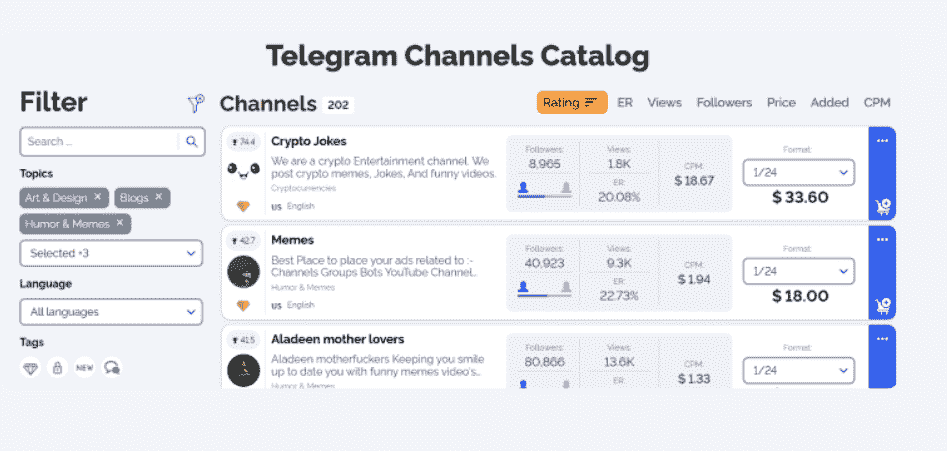 Telegram Channels Catalog
Filter
Search ...
Topics
Art & Design ×
Blogs ×
Humor & Memes ×
Selected +3
Language
All languages
Tags
NEW
Channels 202
Rating
ER
Views
Followers
Price
Added
CPM
74.4
Crypto Jokes
We are a crypto Entertainment channel. We
post crypto memes, Jokes, And funny videos.
Cryptocurrencies
US English
Followers:
8,965
Views:
1.8K
ER:
20.08%
CPM:
$ 18.67
Format:
1/24
$ 33.60
42.7
Memes
Best Place to place your ads related to :-
Channels Groups Bots YouTube Channel...
Humor & Memes
US English
Followers:
40,923
Views:
9.3K
ER:
22.73%
CPM:
$ 1.94
Format:
1/24
$ 18.00
41.5
Aladeen mother lovers
Aladeen motherfuckers Keeping you smile
up to date you with funny memes video's...
Humor & Memes
Followers:
80,866
Views:
13.6K
ER:
CPM:
$ 1.33
Format:
1/24